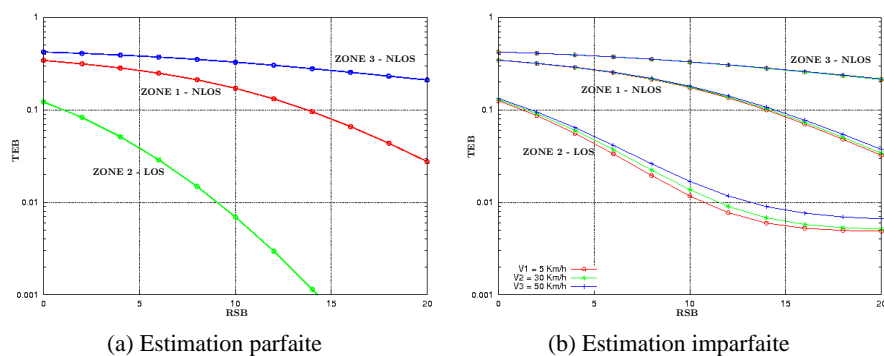 1
0.1
0.01
0.001
TEB
0
5
10
15
20
RSB
ZONE 3 - NLOS
ZONE 1 - NLOS
ZONE 2 - LOS
(a) Estimation parfaite
1
0.1
0.01
0.001
TEB
0
5
10
15
20
RSB
ZONE 3 - NLOS
ZONE 1 - NLOS
ZONE 2 - LOS
V1 = 5 Km/h
V2 = 30 Km/h
V3 = 50 Km/h
(b) Estimation imparfaite